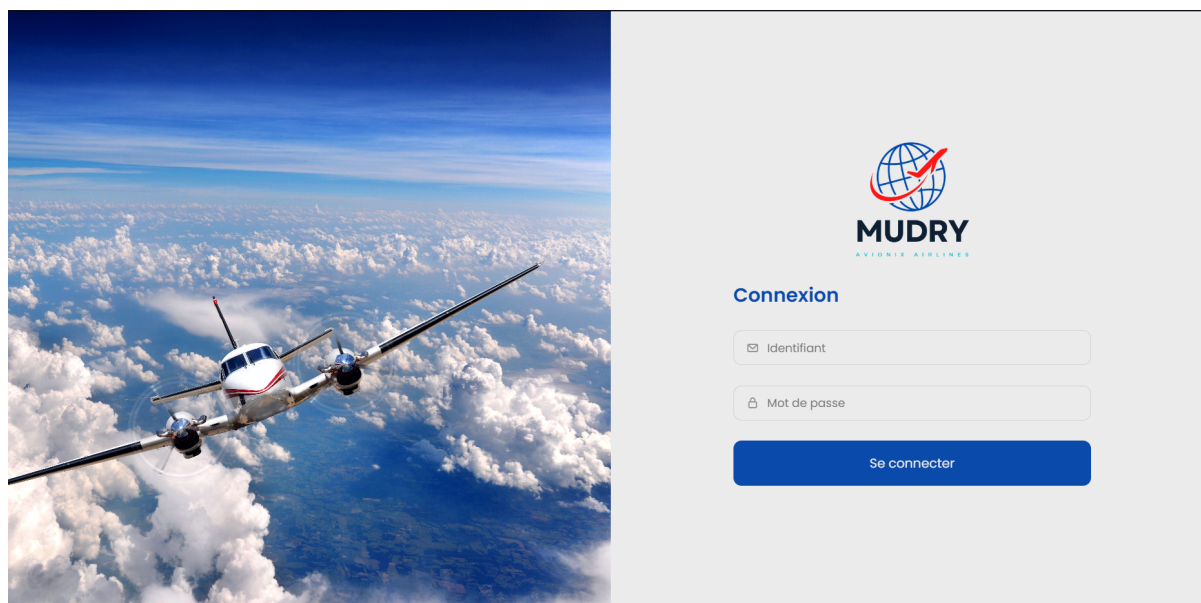 MUDRY
AVIONIX AIRLINES
Connexion
Identifiant
Mot de passe
Se connecter